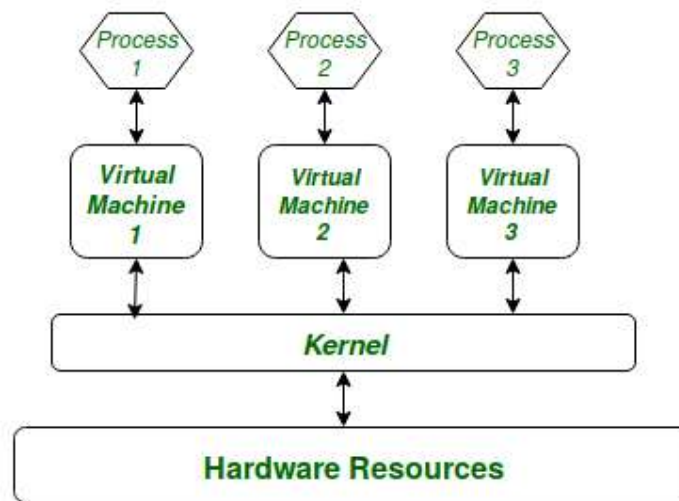 Process
1
Process
2
Process
3
Virtual
Machine
1
Virtual
Machine
2
Virtual
Machine
3
Kernel
Hardware Resources